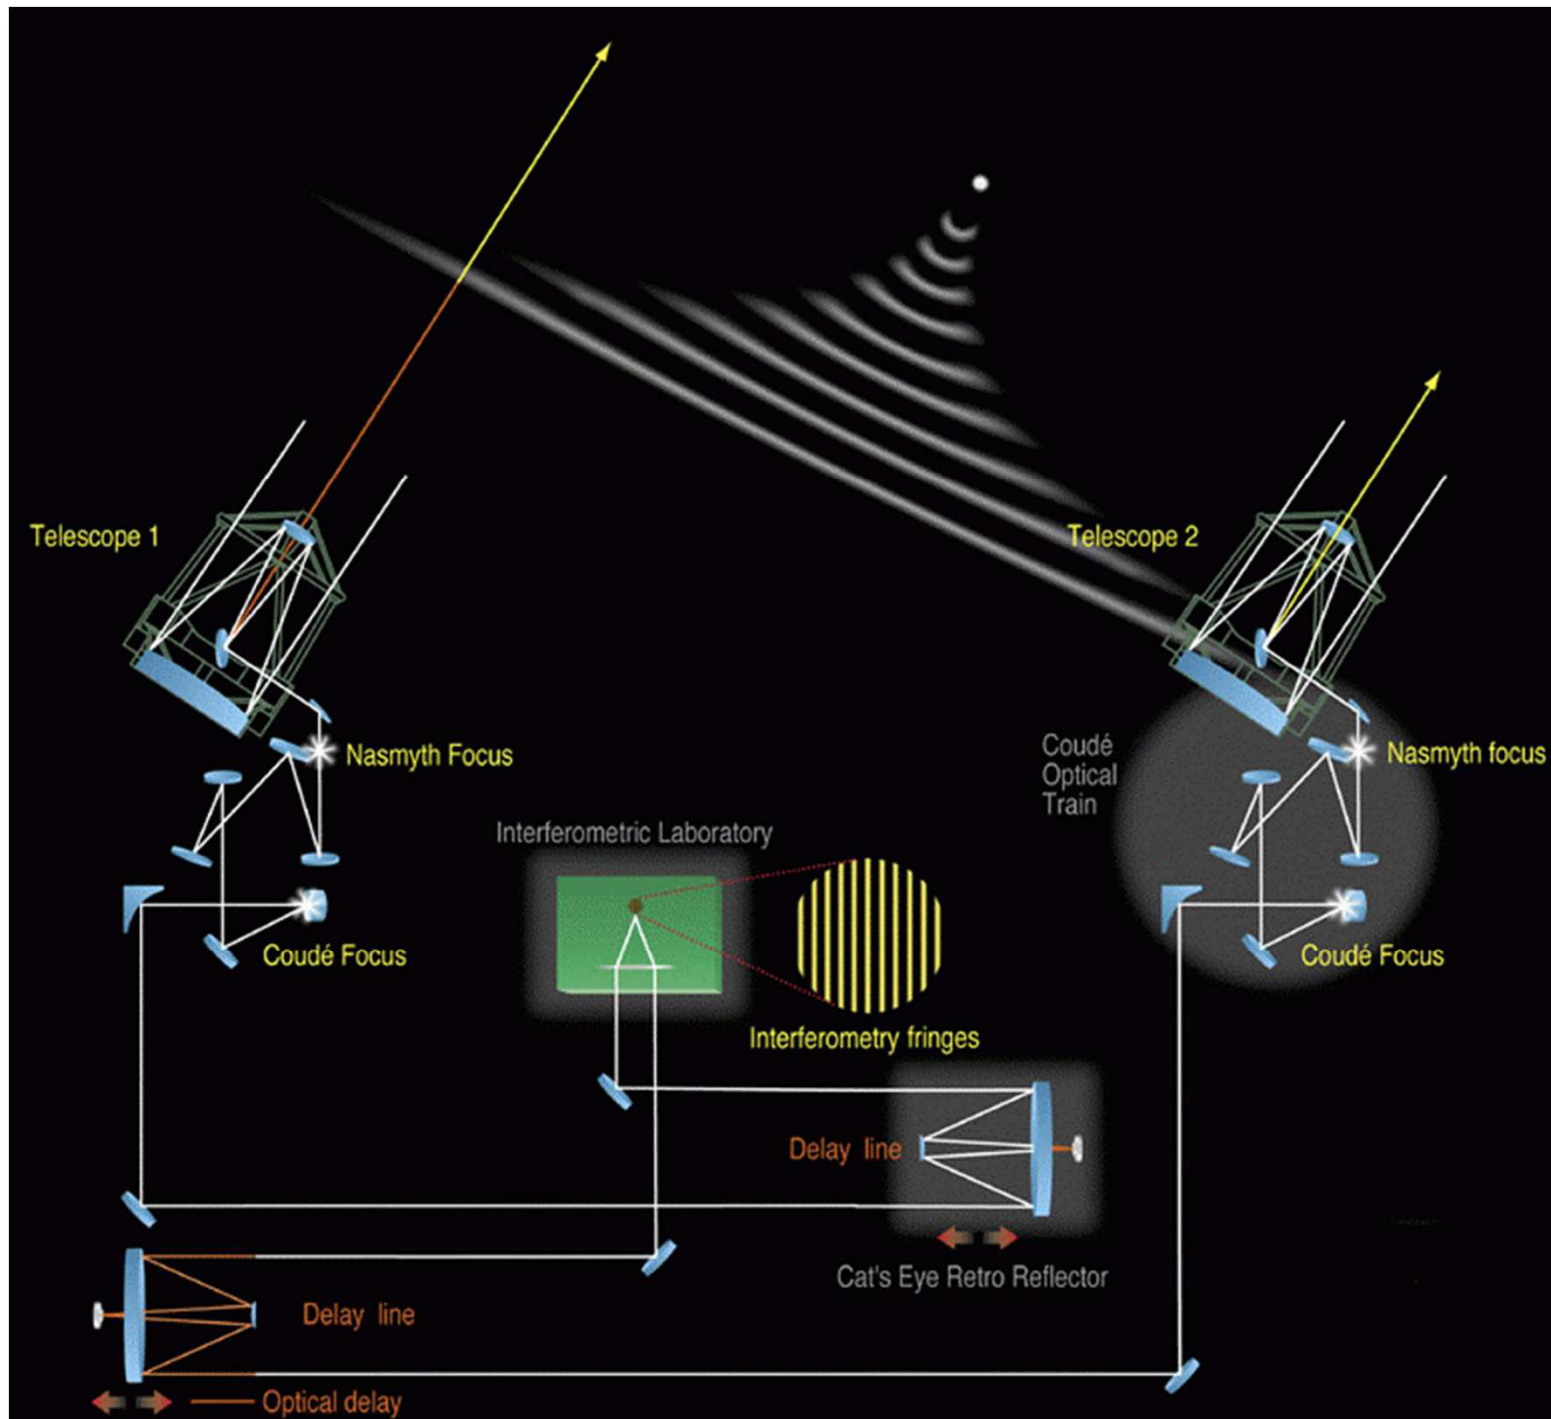 Telescope 1
Telescope 2
Nasmyth Focus
Coudé
Optical
Train
Nasmyth focus
Interferometric Laboratory
Coudé Focus
Coudé Focus
Interferometry fringes
Delay line
Cat's Eye Retro Reflector
Delay line
Optical delay